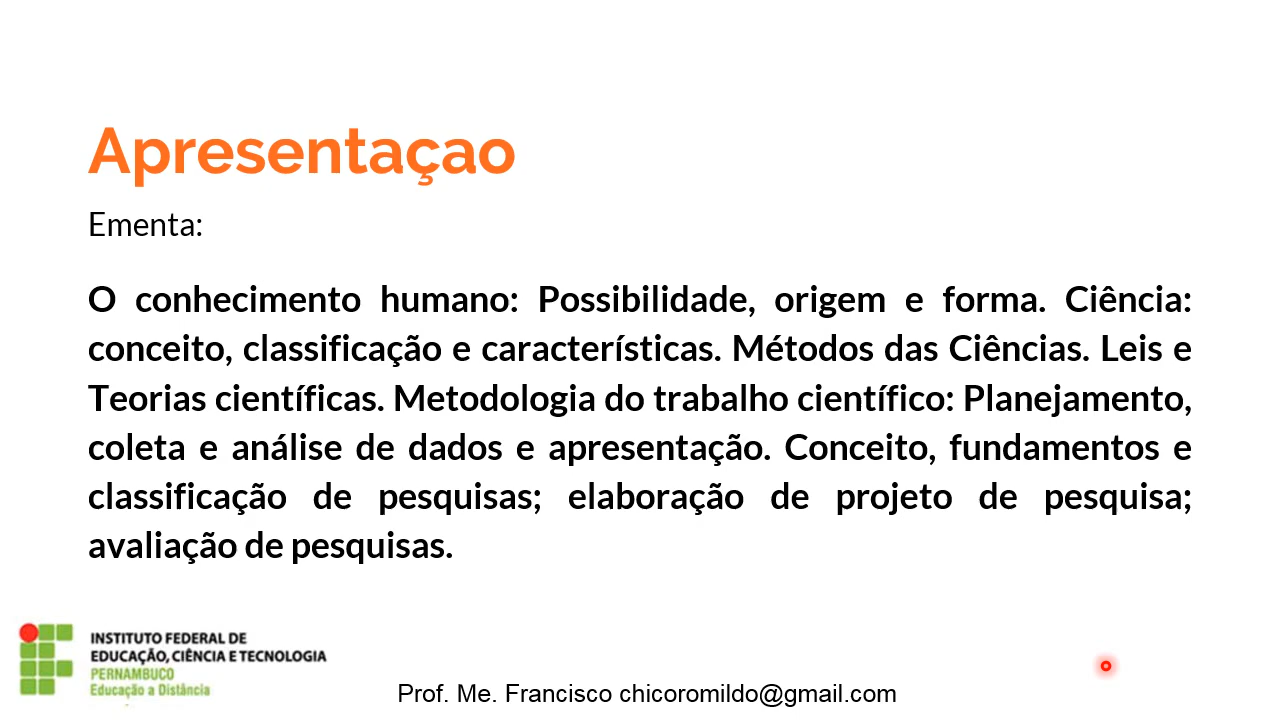 Apresentaçao
Ementa:
O conhecimento humano: Possibilidade, origem e forma. Ciência:
conceito, classificação e características. Métodos das Ciências. Leis e
Teorias científicas. Metodologia do trabalho científico: Planejamento,
coleta e análise de dados e apresentação. Conceito, fundamentos e
classificação de pesquisas; elaboração de projeto de pesquisa;
avaliação de pesquisas.
INSTITUTO FEDERAL DE
EDUCAÇÃO, CIÊNCIA E TECNOLOGIA
PERNAMBUCO
Educação a Distância
Prof. Me. Francisco chicoromildo@gmail.com